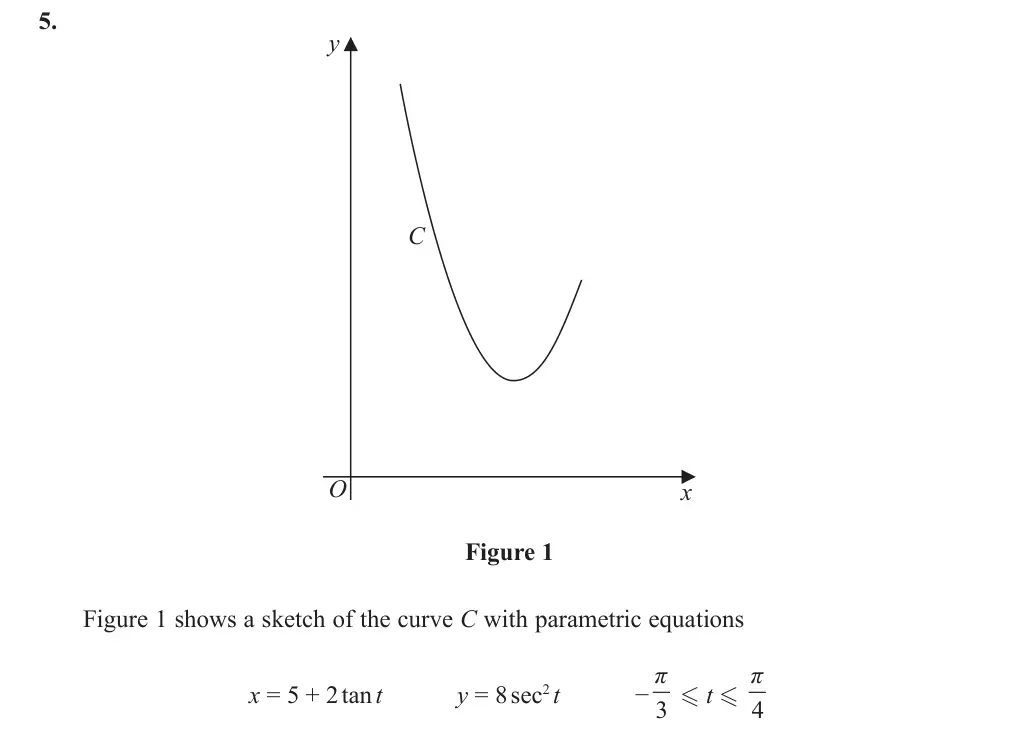 5.
y
C
O
x
Figure 1
Figure 1 shows a sketch of the curve C with parametric equations
x = 5 + 2 tan t    y = 8 sec² t    −π/3 ⩽ t ⩽ π/4